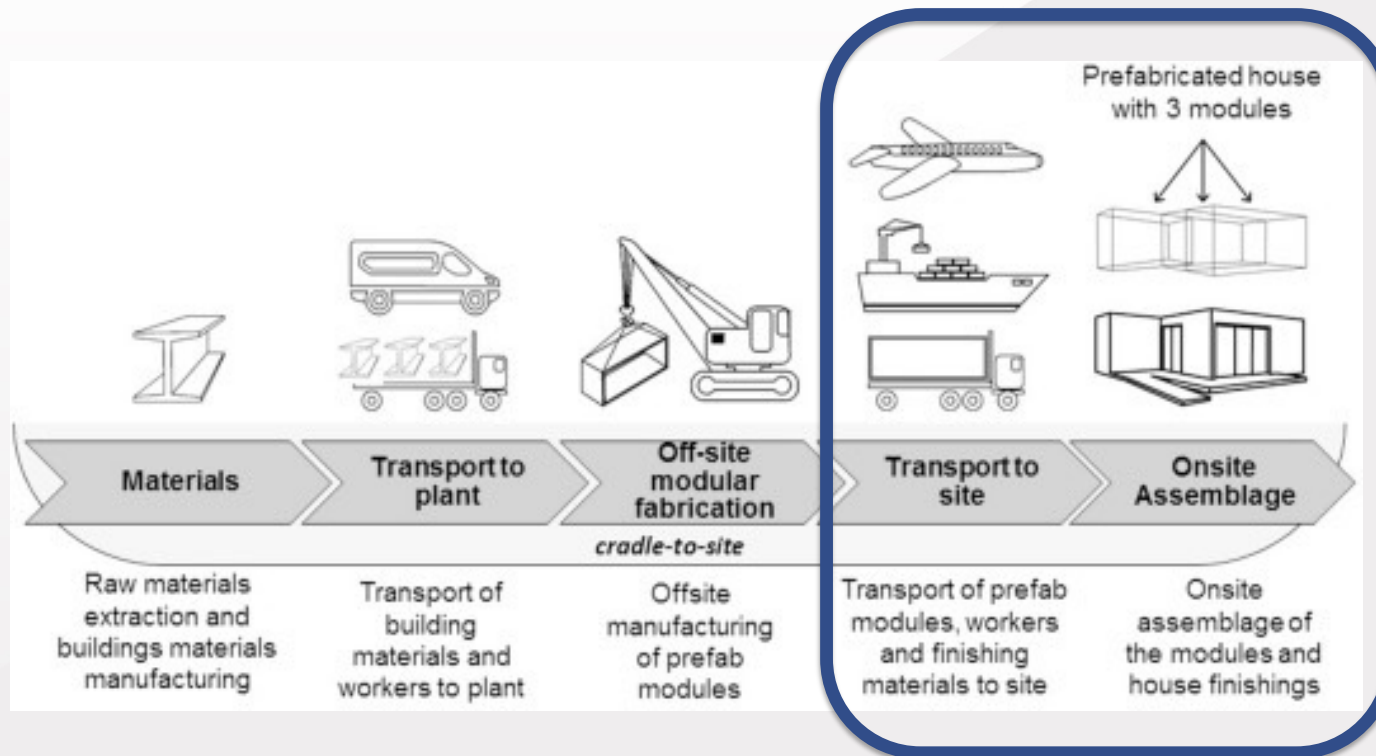 Prefabricated house
with 3 modules
Materials
Transport to
plant
Off-site
modular
fabrication
Transport to
site
Onsite
Assemblage
cradle-to-site
Raw materials
extraction and
buildings materials
manufacturing
Transport of
building
materials and
workers to plant
Offsite
manufacturing
of prefab
modules
Transport of prefab
modules, workers
and finishing
materials to site
Onsite
assemblage of
the modules and
house finishings